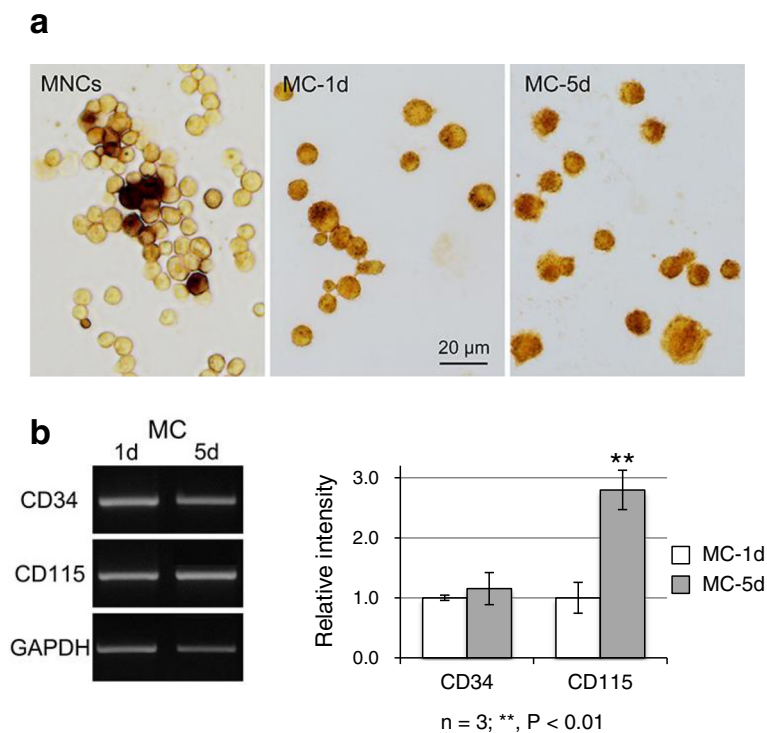 a
MNCs
MC-1d
MC-5d
20 µm
b
MC
1d 5d
CD34
CD115
GAPDH
Relative intensity
3.0
2.0
1.0
0.0
**
CD34
CD115
MC-1d
MC-5d
n = 3; **, P < 0.01